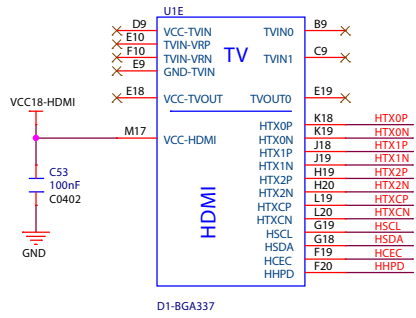 U1E
D9 VCC-TVIN TVIN0 B9
E10 TVIN-VRP
F10 TVIN-VRN TV TVIN1 C9
E9 GND-TVIN
E18 VCC-TVOUT TVOUT0 E19
VCC18-HDMI
M17 VCC-HDMI
HTX0P K18 HTX0P
HTX0N K19 HTX0N
HTX1P J18 HTX1P
HTX1N J19 HTX1N
HTX2P H19 HTX2P
HTX2N H20 HTX2N
HTXCP L19 HTXCP
HTXCN L20 HTXCN
HSCL G19 HSCL
HSDA G18 HSDA
HCEC F19 HCEC
HHPD F20 HHPD
HDMI
C53
100nF
C0402
GND
D1-BGA337